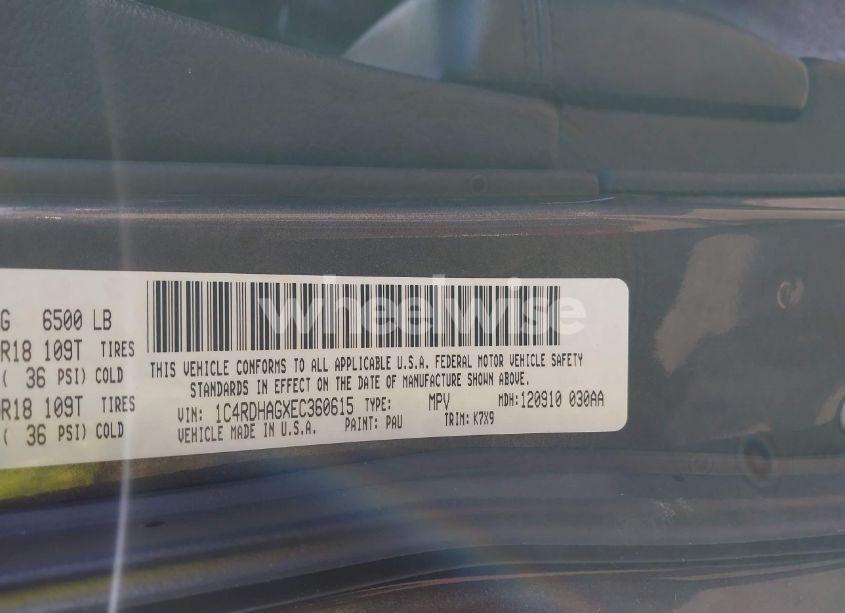 G 6500 LB
R18 109T TIRES
( 36 PSI) COLD
R18 109T TIRES
( 36 PSI) COLD
wheelwise
THIS VEHICLE CONFORMS TO ALL APPLICABLE U.S.A. FEDERAL MOTOR VEHICLE SAFETY
STANDARDS IN EFFECT ON THE DATE OF MANUFACTURE SHOWN ABOVE.
VIN: 1C4RDHAGXEC360615 TYPE: MPV MDH: 120910 030AA
VEHICLE MADE IN U.S.A. PAINT: PAU TRIM: K7X9